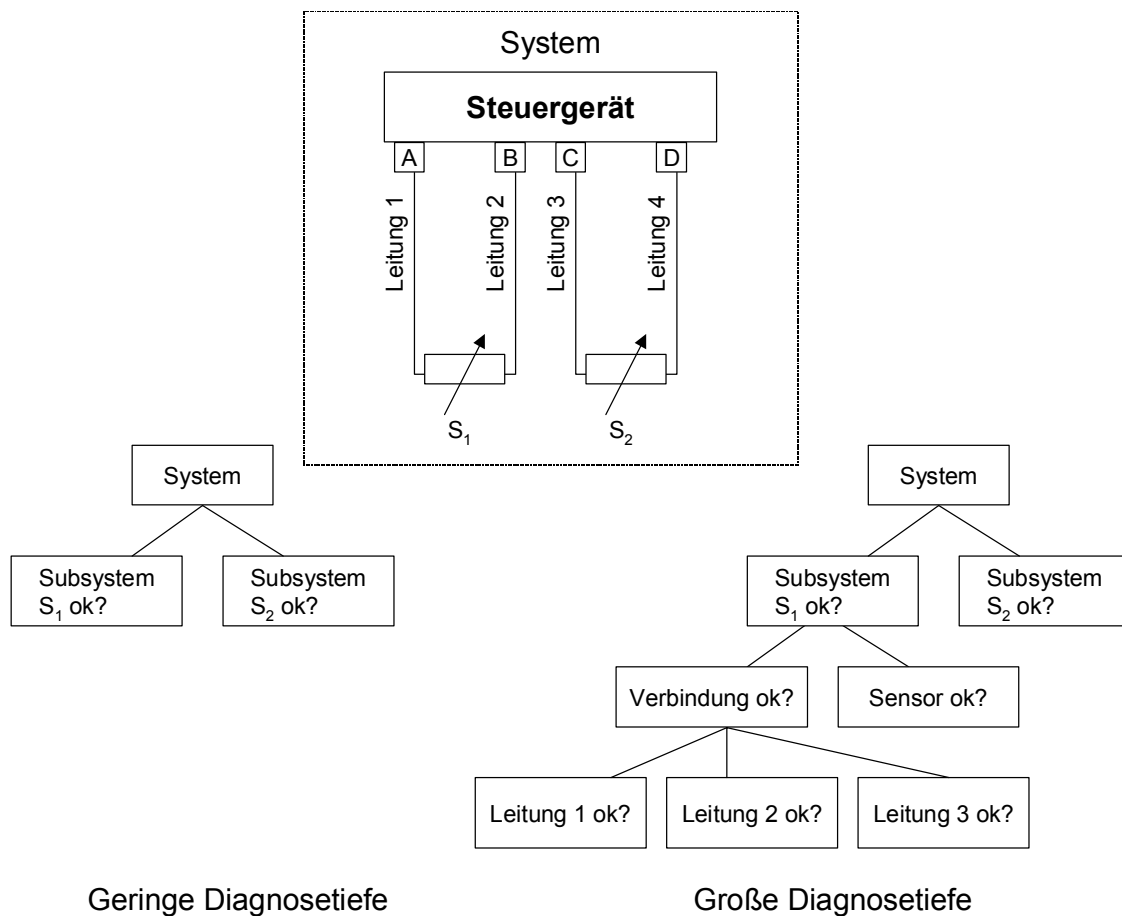 System
Steuergerät
A
B
C
D
Leitung 1
Leitung 2
Leitung 3
Leitung 4
S1
S2
System
Subsystem
S1 ok?
Subsystem
S2 ok?
System
Subsystem
S1 ok?
Subsystem
S2 ok?
Verbindung ok?
Sensor ok?
Leitung 1 ok?
Leitung 2 ok?
Leitung 3 ok?
Geringe Diagnosetiefe
Große Diagnosetiefe